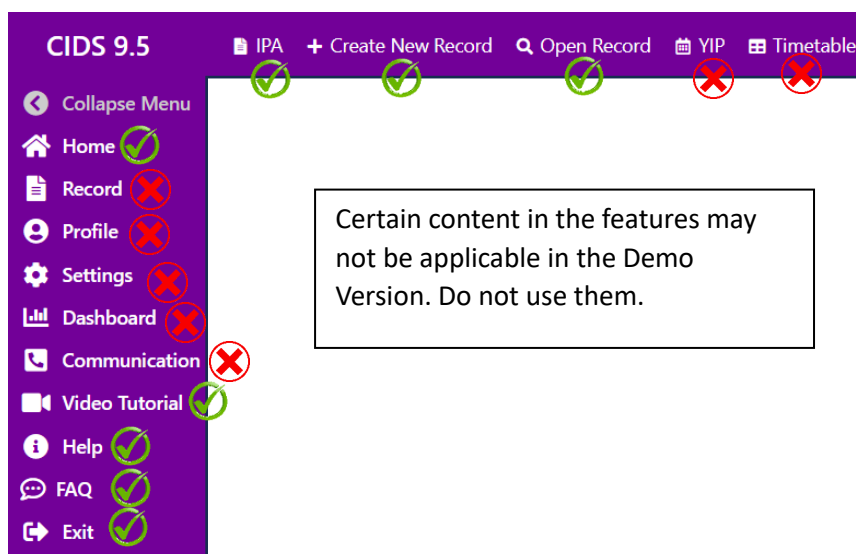 CIDS 9.5 IPA Create New Record Open Record YIP Timetable
Collapse Menu
Home
Record
Profile
Settings
Dashboard
Communication
Video Tutorial
Help
FAQ
Exit
Certain content in the features may
not be applicable in the Demo
Version. Do not use them.